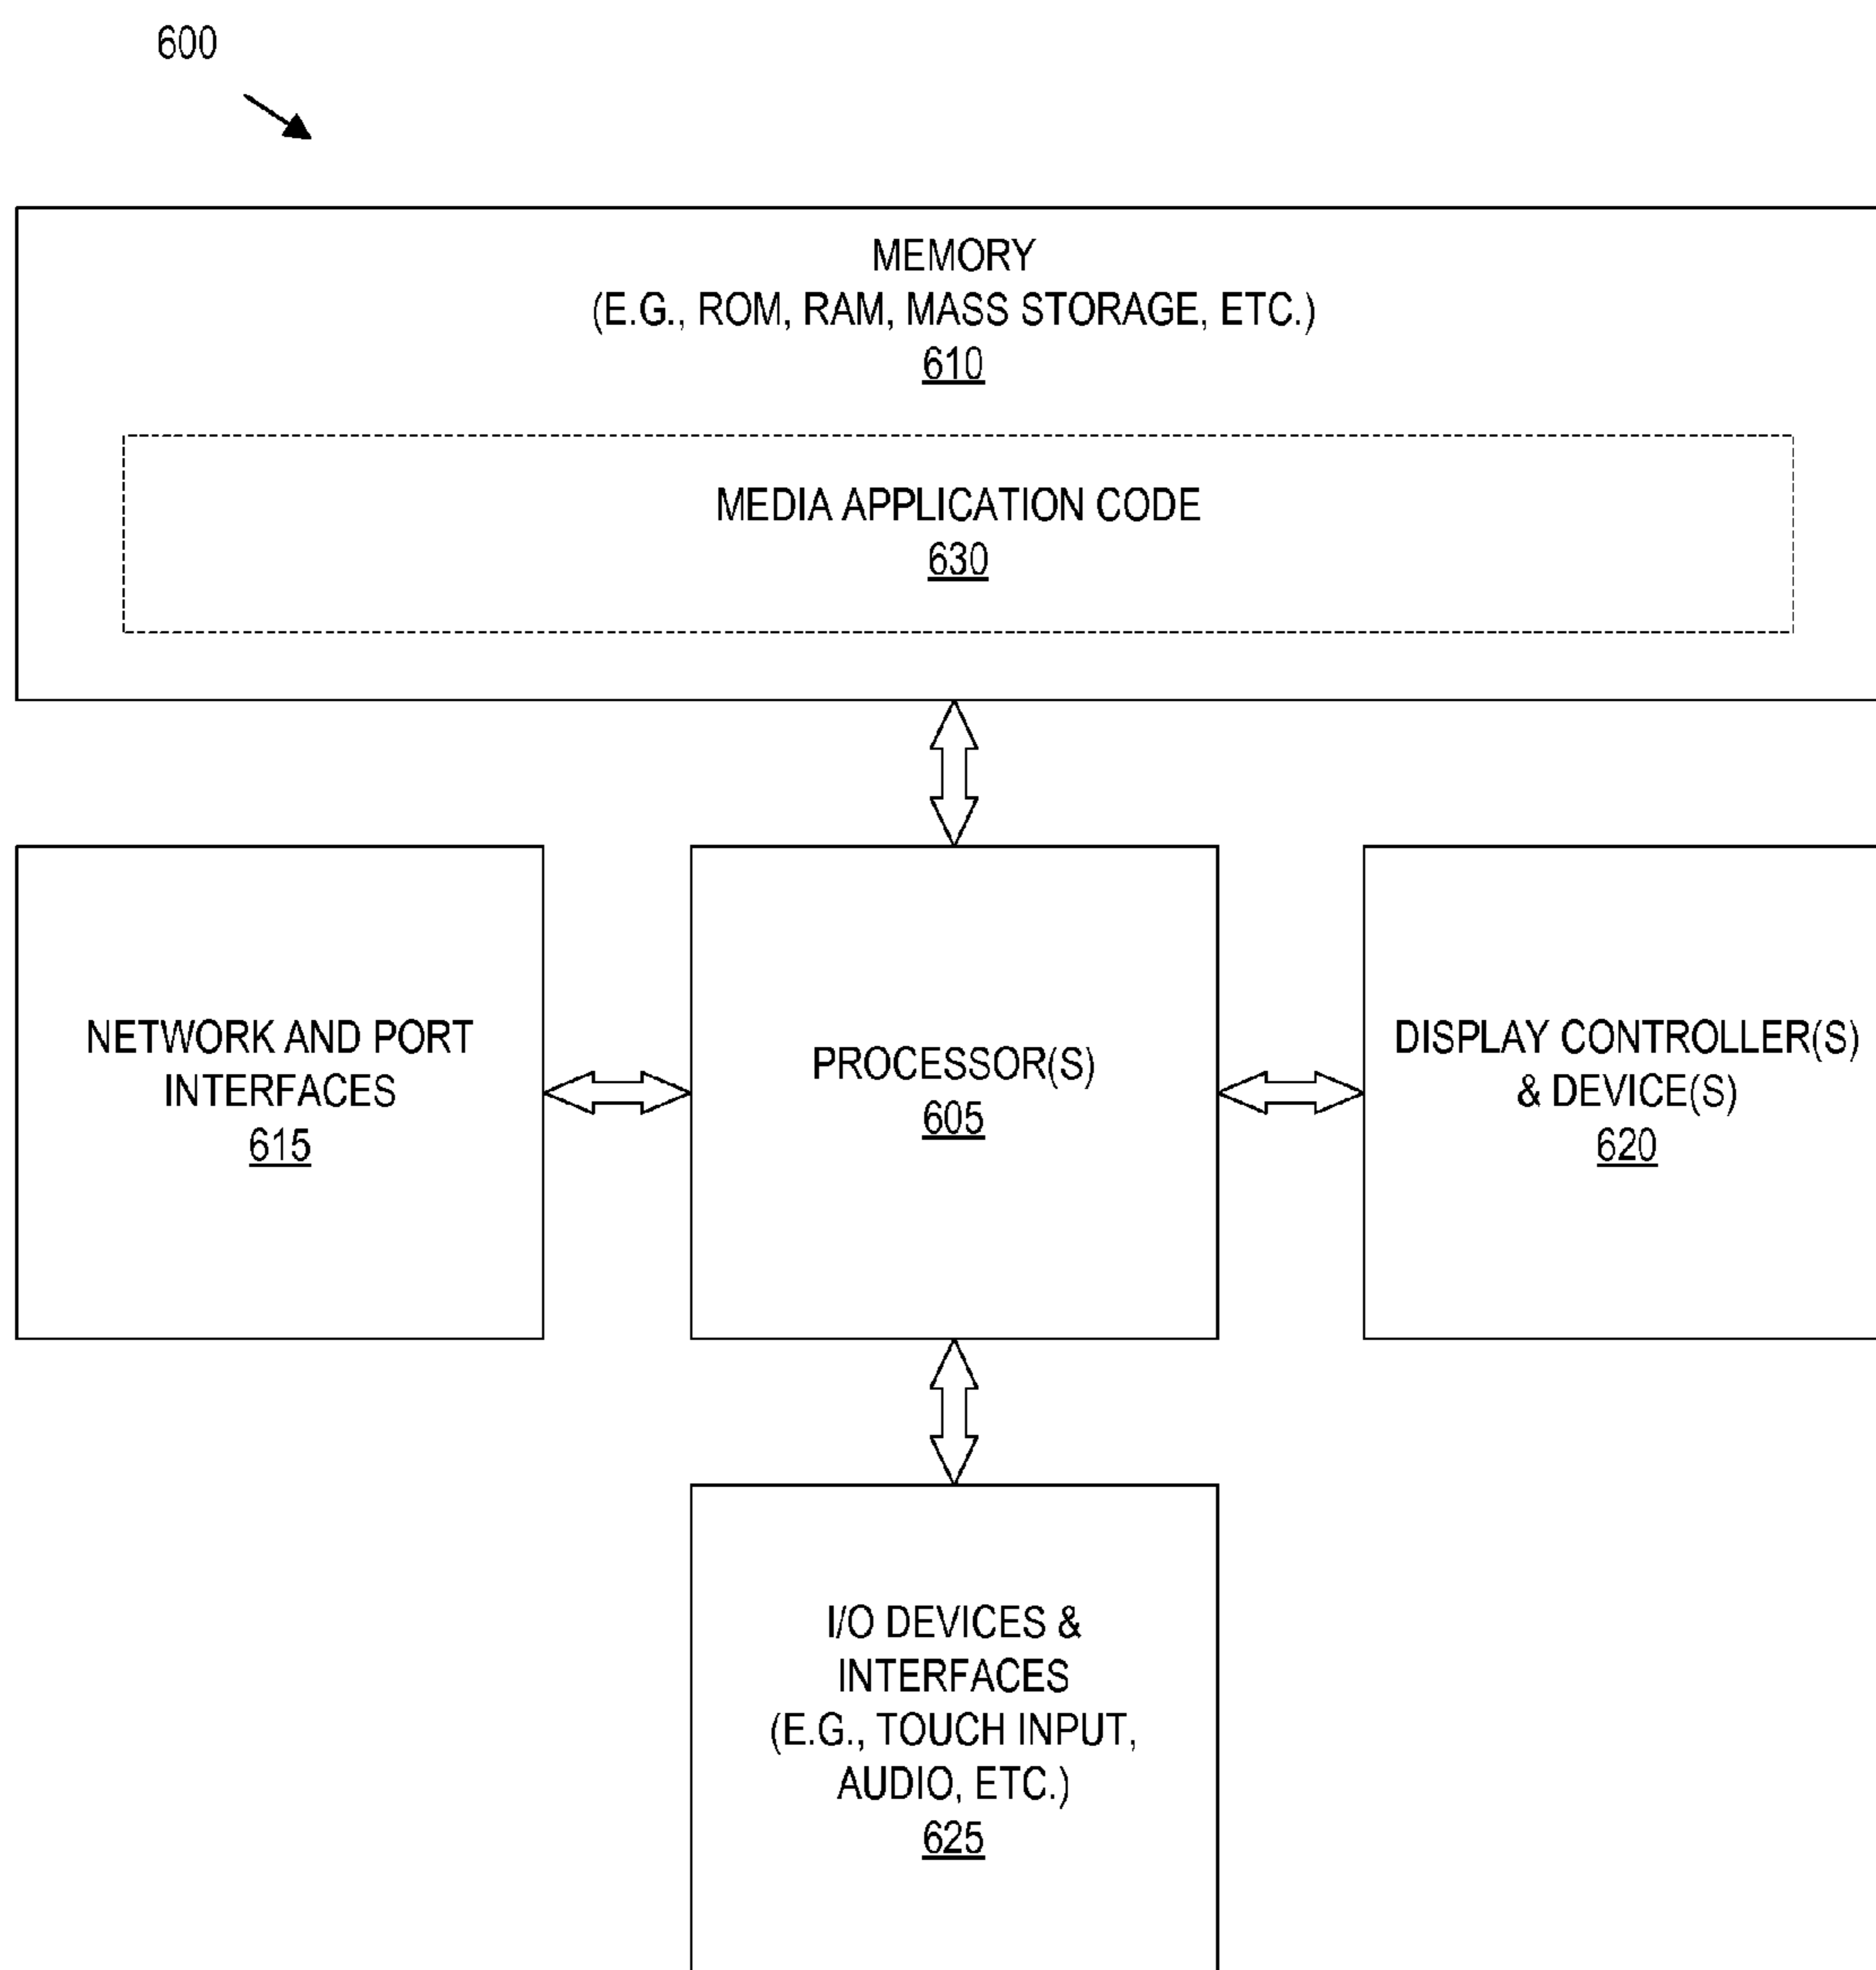 600
MEMORY
(E.G., ROM, RAM, MASS STORAGE, ETC.)
610
MEDIA APPLICATION CODE
630
NETWORK AND PORT
INTERFACES
615
PROCESSOR(S)
605
DISPLAY CONTROLLER(S)
& DEVICE(S)
620
I/O DEVICES &
INTERFACES
(E.G., TOUCH INPUT,
AUDIO, ETC.)
625